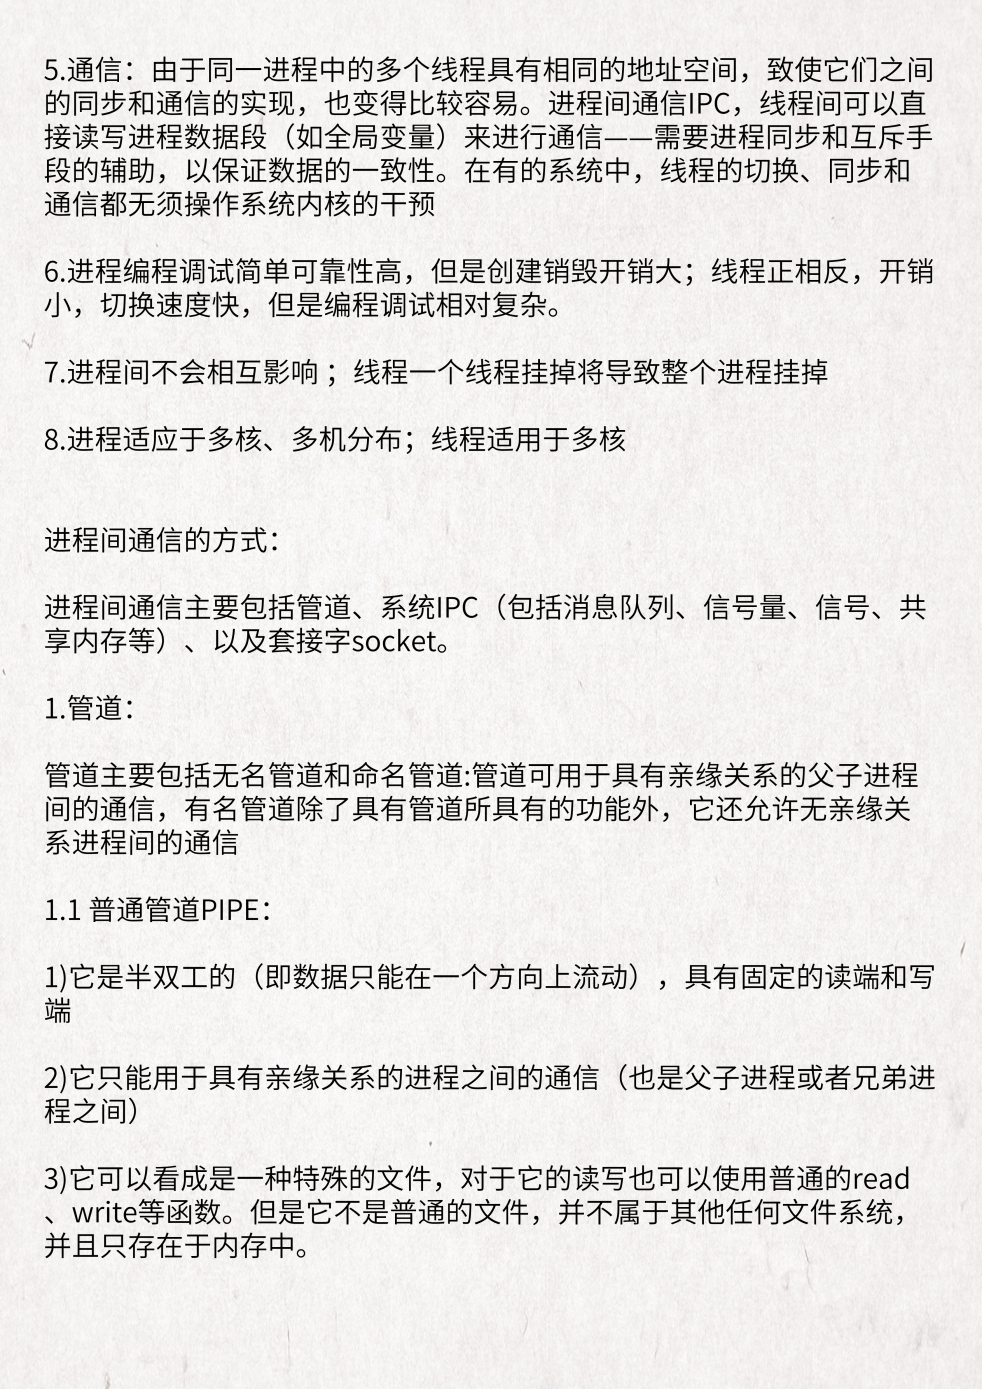 5.通信：由于同一进程中的多个线程具有相同的地址空间，致使它们之间
的同步和通信的实现，也变得比较容易。进程间通信IPC，线程间可以直
接读写进程数据段（如全局变量）来进行通信——需要进程同步和互斥手
段的辅助，以保证数据的一致性。在有的系统中，线程的切换、同步和
通信都无须操作系统内核的干预
6.进程编程调试简单可靠性高，但是创建销毁开销大；线程正相反，开销
小，切换速度快，但是编程调试相对复杂。
7.进程间不会相互影响 ；线程一个线程挂掉将导致整个进程挂掉
8.进程适应于多核、多机分布；线程适用于多核
进程间通信的方式：
进程间通信主要包括管道、系统IPC（包括消息队列、信号量、信号、共
享内存等）、以及套接字socket。
1.管道：
管道主要包括无名管道和命名管道:管道可用于具有亲缘关系的父子进程
间的通信，有名管道除了具有管道所具有的功能外，它还允许无亲缘关
系进程间的通信
1.1 普通管道PIPE：
1)它是半双工的（即数据只能在一个方向上流动），具有固定的读端和写
端
2)它只能用于具有亲缘关系的进程之间的通信（也是父子进程或者兄弟进
程之间）
3)它可以看成是一种特殊的文件，对于它的读写也可以使用普通的read
、write等函数。但是它不是普通的文件，并不属于其他任何文件系统，
并且只存在于内存中。